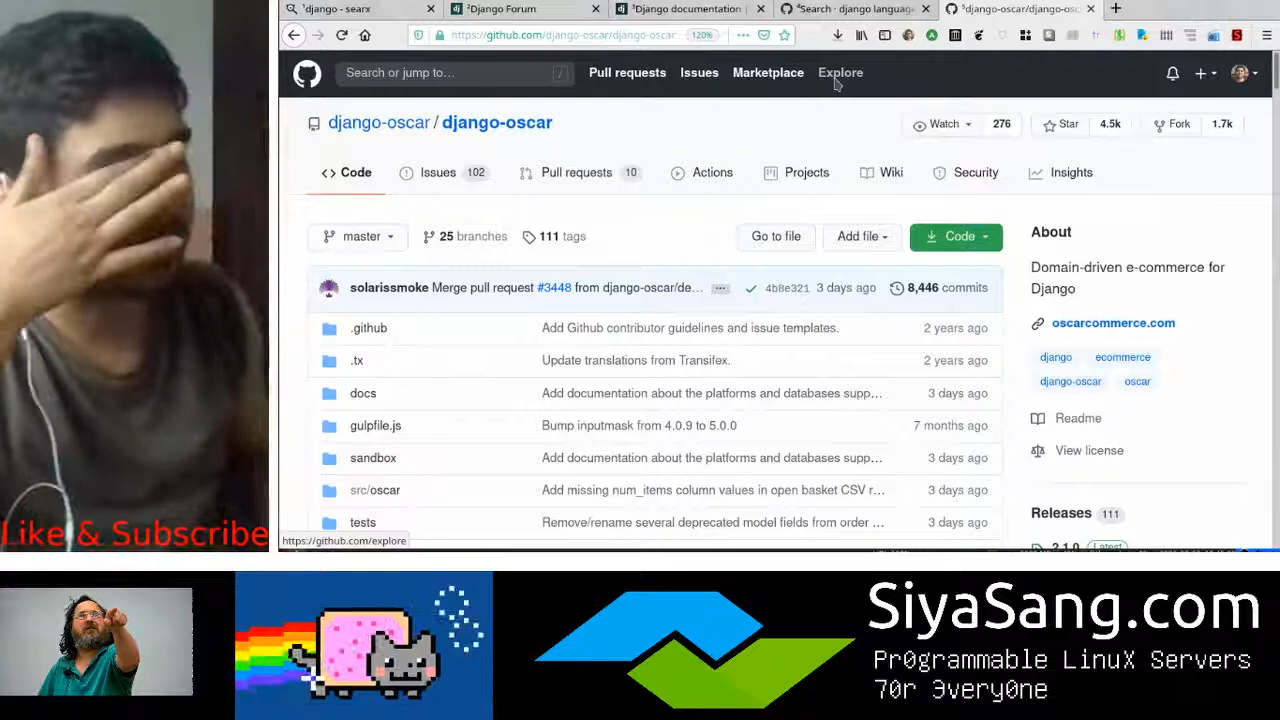 ¹django - searx
²Django Forum
³Django documentation |
⁴Search · django languag
⁵django-oscar/django-os
https://github.com/django-oscar/django-oscar
120%
Search or jump to…
/
Pull requests
Issues
Marketplace
Explore
django-oscar / django-oscar
Watch
276
Star
4.5k
Fork
1.7k
Code
Issues
102
Pull requests
10
Actions
Projects
Wiki
Security
Insights
master
25 branches
111 tags
Go to file
Add file
Code
solarissmoke Merge pull request #3448 from django-oscar/de…
4b8e321
3 days ago
8,446 commits
.github
Add Github contributor guidelines and issue templates.
2 years ago
.tx
Update translations from Transifex.
2 years ago
docs
Add documentation about the platforms and databases supp…
3 days ago
gulpfile.js
Bump inputmask from 4.0.9 to 5.0.0
7 months ago
sandbox
Add documentation about the platforms and databases supp…
3 days ago
src/oscar
Add missing num_items column values in open basket CSV r…
3 days ago
tests
Remove/rename several deprecated model fields from order …
3 days ago
https://github.com/explore
About
Domain-driven e-commerce for
Django
oscarcommerce.com
django
ecommerce
django-oscar
oscar
Readme
View license
Releases 111
2.1.0
Latest
Like & Subscribe
SiyaSang.com
Pr0grammable LinuX Servers
70r 3very0ne